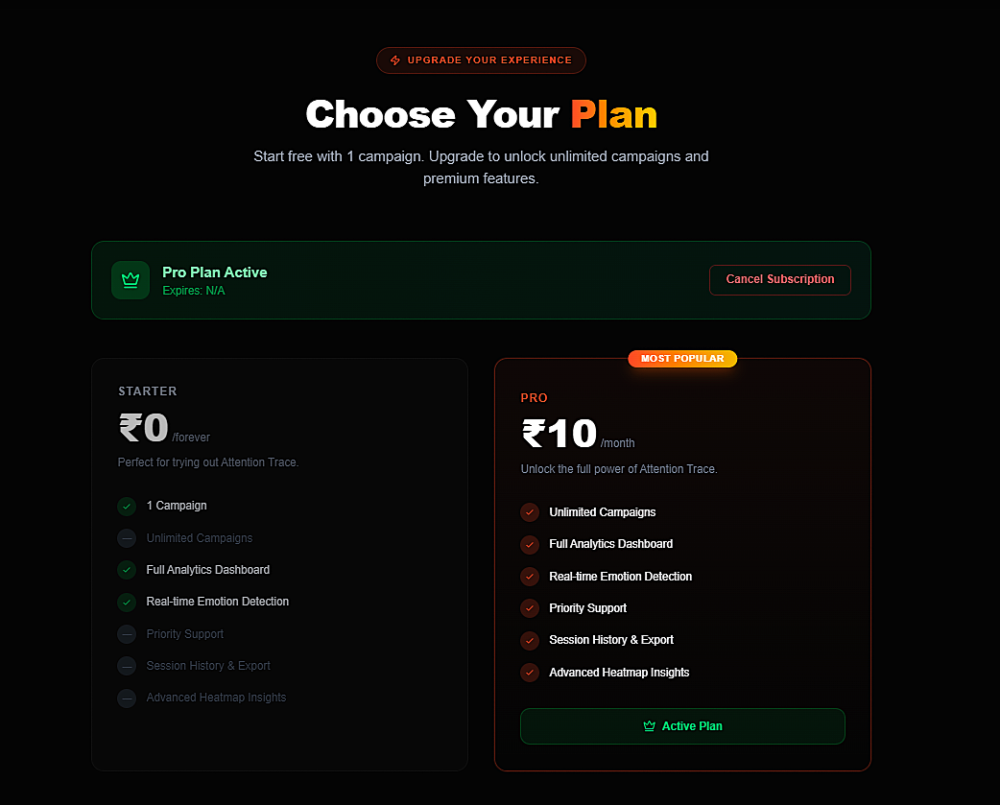 UPGRADE YOUR EXPERIENCE
Choose Your Plan
Start free with 1 campaign. Upgrade to unlock unlimited campaigns and
premium features.
Pro Plan Active
Expires: N/A
Cancel Subscription
STARTER
₹0 /forever
Perfect for trying out Attention Trace.
1 Campaign
Unlimited Campaigns
Full Analytics Dashboard
Real-time Emotion Detection
Priority Support
Session History & Export
Advanced Heatmap Insights
MOST POPULAR
PRO
₹10 /month
Unlock the full power of Attention Trace.
Unlimited Campaigns
Full Analytics Dashboard
Real-time Emotion Detection
Priority Support
Session History & Export
Advanced Heatmap Insights
Active Plan